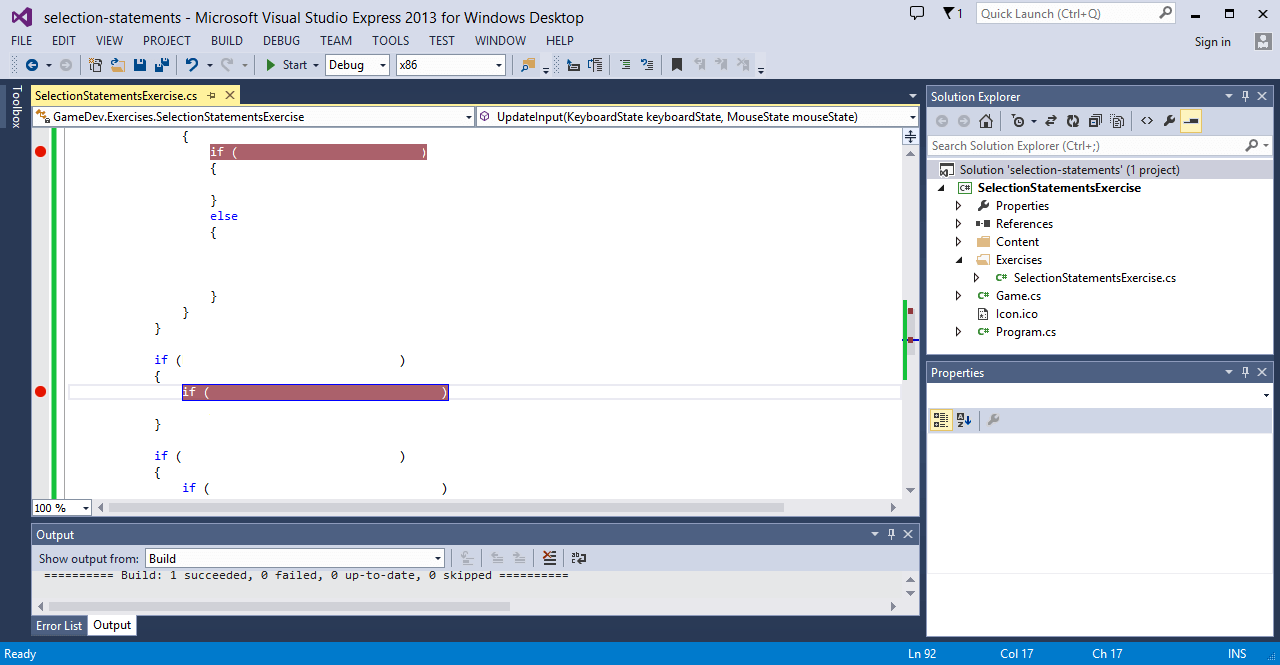 selection-statements - Microsoft Visual Studio Express 2013 for Windows Desktop
1
Quick Launch (Ctrl+Q)
FILE EDIT VIEW PROJECT BUILD DEBUG TEAM TOOLS TEST WINDOW HELP
Sign in
Start Debug x86
Toolbox
SelectionStatementsExercise.cs
GameDev.Exercises.SelectionStatementsExercise
UpdateInput(KeyboardState keyboardState, MouseState mouseState)
{
if ( )
{
}
else
{
}
}
}
if ( )
{
if ( )
}
if ( )
{
if ( )
100 %
Output
Show output from: Build
========== Build: 1 succeeded, 0 failed, 0 up-to-date, 0 skipped ==========
Error List Output
Solution Explorer
Search Solution Explorer (Ctrl+;)
Solution 'selection-statements' (1 project)
C# SelectionStatementsExercise
Properties
References
Content
Exercises
C# SelectionStatementsExercise.cs
C# Game.cs
Icon.ico
C# Program.cs
Properties
Ready Ln 92 Col 17 Ch 17 INS